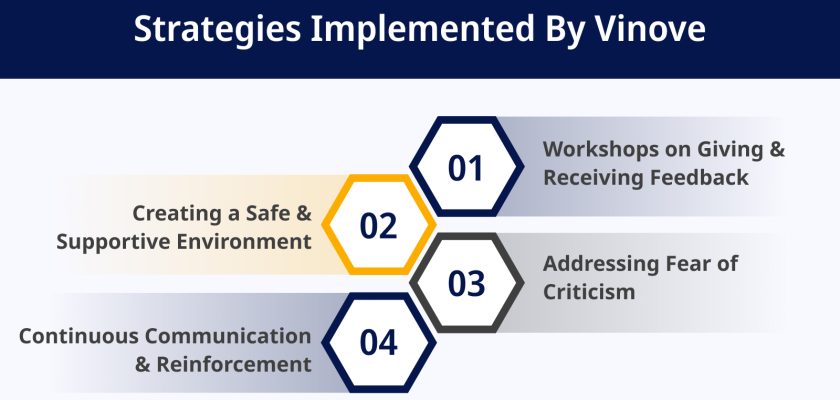 Strategies Implemented By Vinove
01
Workshops on Giving &
Receiving Feedback
02
Creating a Safe &
Supportive Environment
03
Addressing Fear of
Criticism
04
Continuous Communication
& Reinforcement